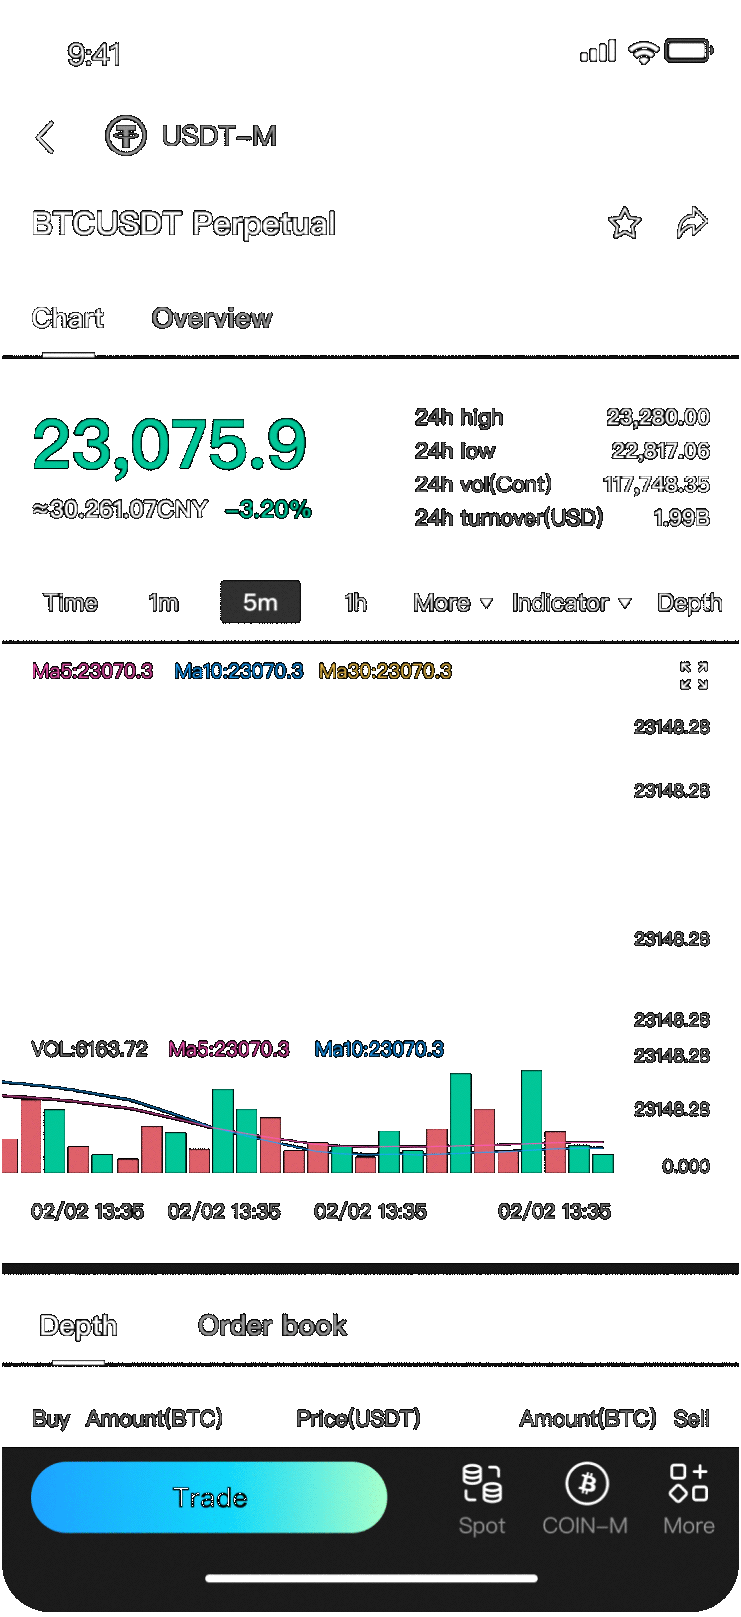 9:41
USDT-M
BTCUSDT Perpetual
Chart Overview
23,075.9
≈30.261.07CNY -3.20%
24h high 23,280.00
24h low 22,817.06
24h vol(Cont) 117,748.35
24h turnover(USD) 1.99B
Time 1m 5m 1h More Indicator Depth
Ma5:23070.3 Ma10:23070.3 Ma30:23070.3
23148.28
23148.28
23148.28
23148.28
VOL:6163.72 Ma5:23070.3 Ma10:23070.3
23148.28
23148.28
0.000
02/02 13:35 02/02 13:35 02/02 13:35 02/02 13:35
Depth Order book
Buy Amount(BTC) Price(USDT) Amount(BTC) Sell
Trade
Spot COIN-M More